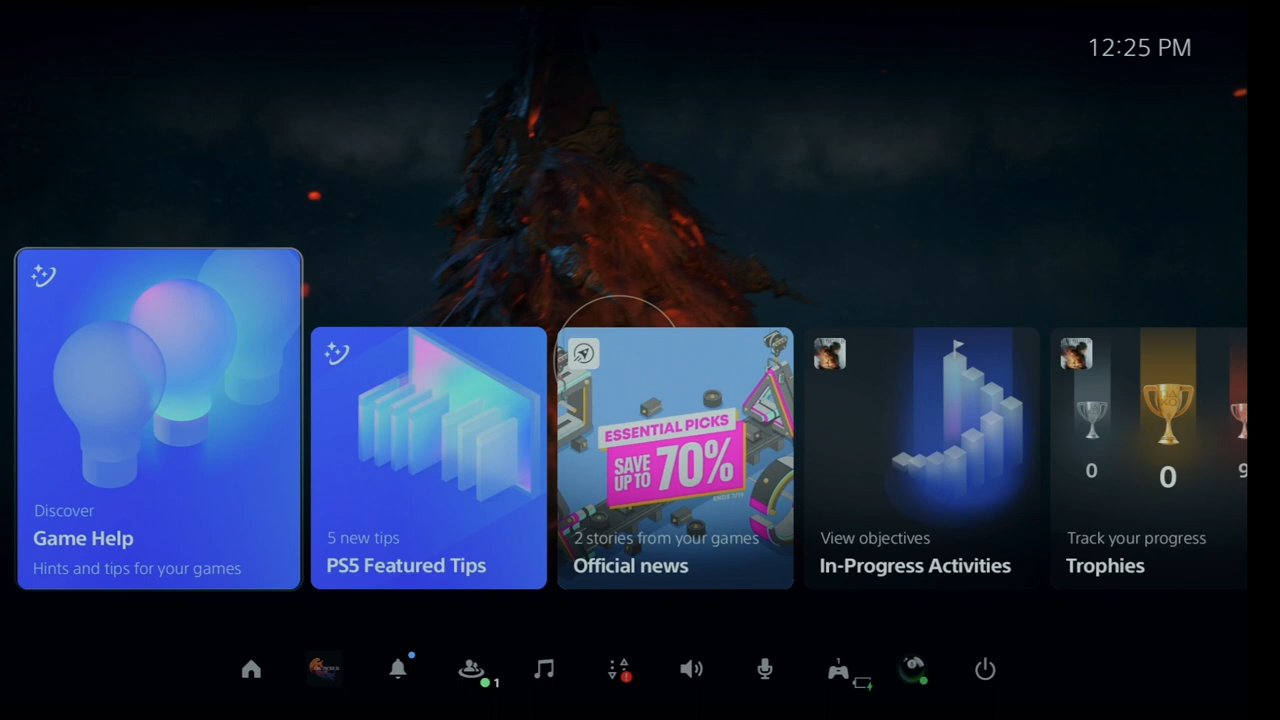 12:25 PM
Discover
Game Help
Hints and tips for your games
5 new tips
PS5 Featured Tips
ESSENTIAL PICKS
SAVE
UP TO
70%
2 stories from your games
Official news
View objectives
In-Progress Activities
0
0
9
Track your progress
Trophies
1
1